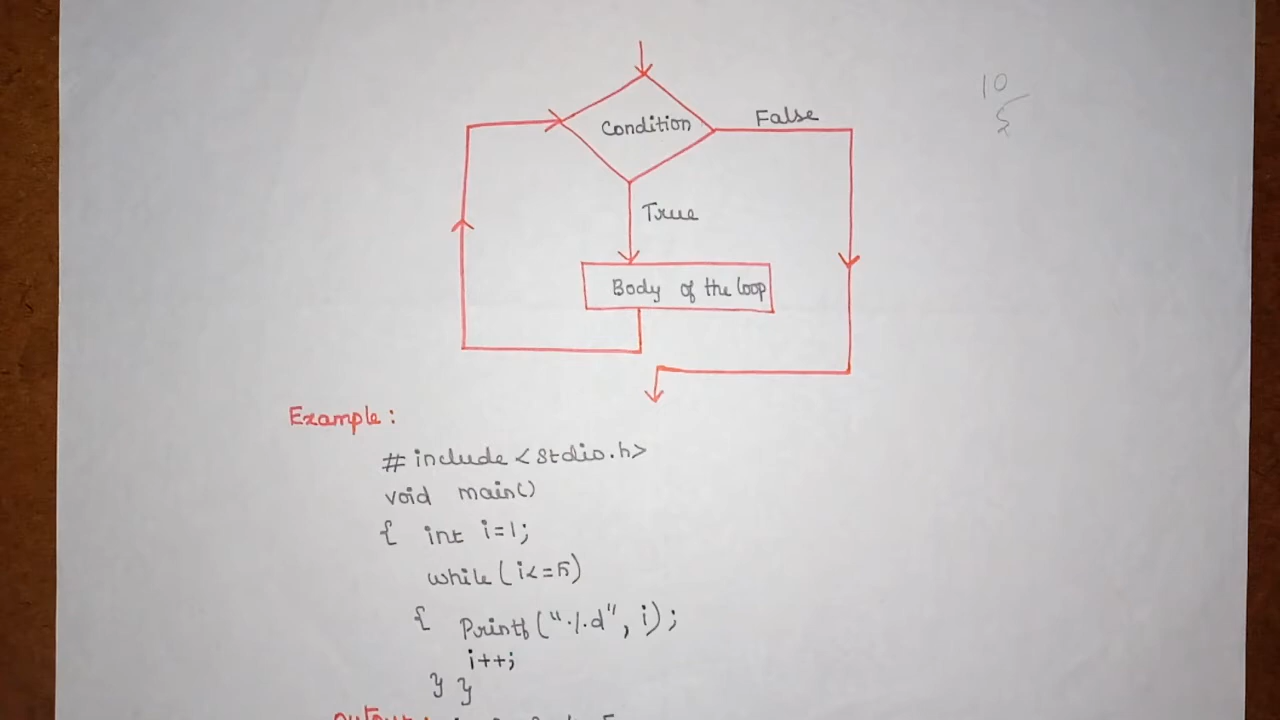 10
5
Condition
False
True
Body of the loop
Example:
#include <stdio.h>
void main()
{ int i=1;
while(i<=5)
{ Printf("%d", i);
i++;
} }